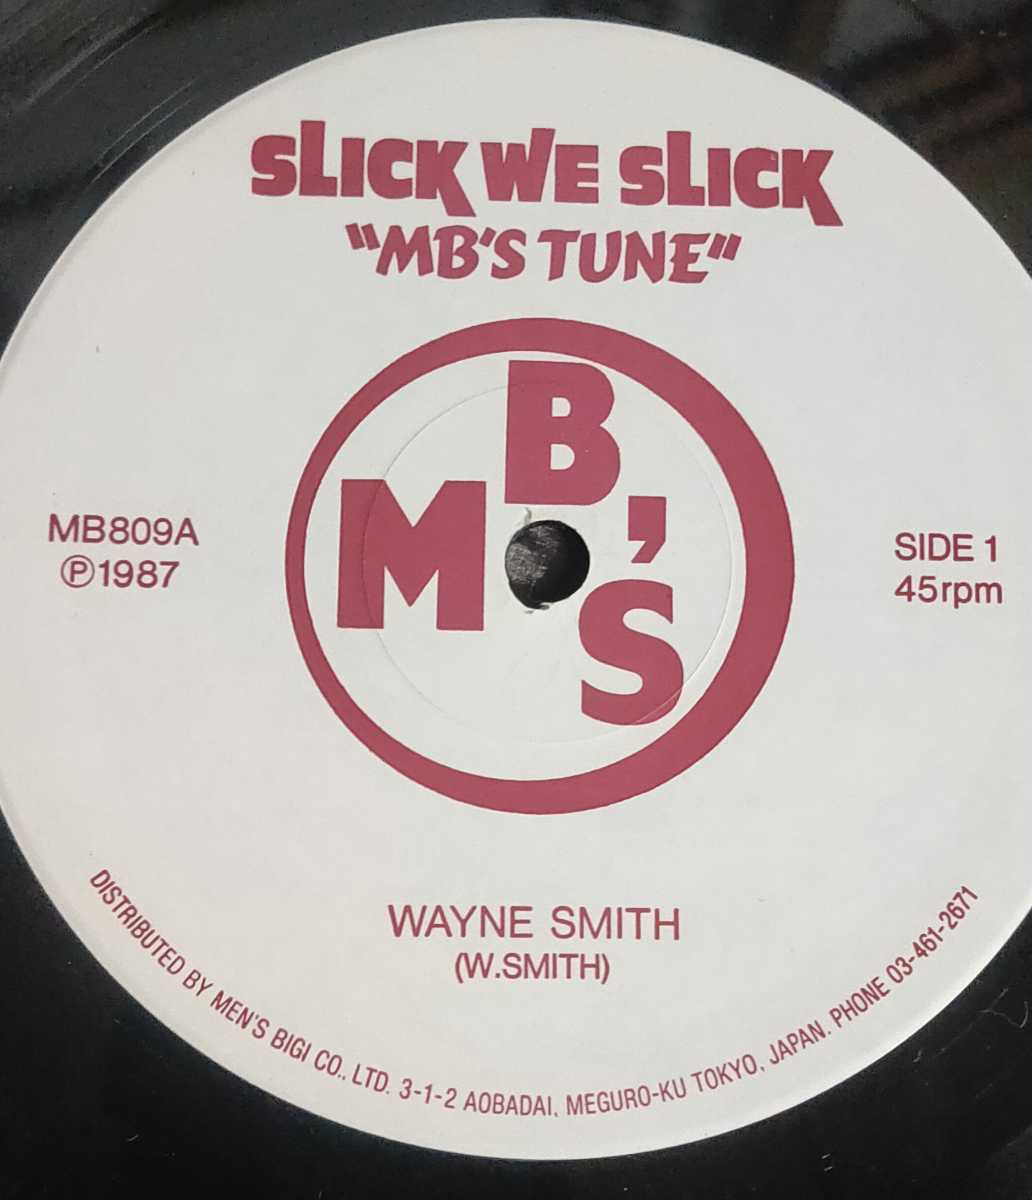 SLICK WE SLICK
"MB'S TUNE"
MB'S
MB809A
℗1987
SIDE 1
45rpm
WAYNE SMITH
(W.SMITH)
DISTRIBUTED BY MEN'S BIGI CO., LTD. 3-1-2 AOBADAI, MEGURO-KU TOKYO, JAPAN. PHONE 03-461-2671